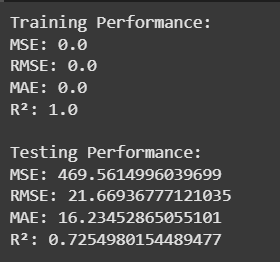 Training Performance:
MSE: 0.0
RMSE: 0.0
MAE: 0.0
R²: 1.0
Testing Performance:
MSE: 469.5614996039699
RMSE: 21.66936777121035
MAE: 16.23452865055101
R²: 0.7254980154489477